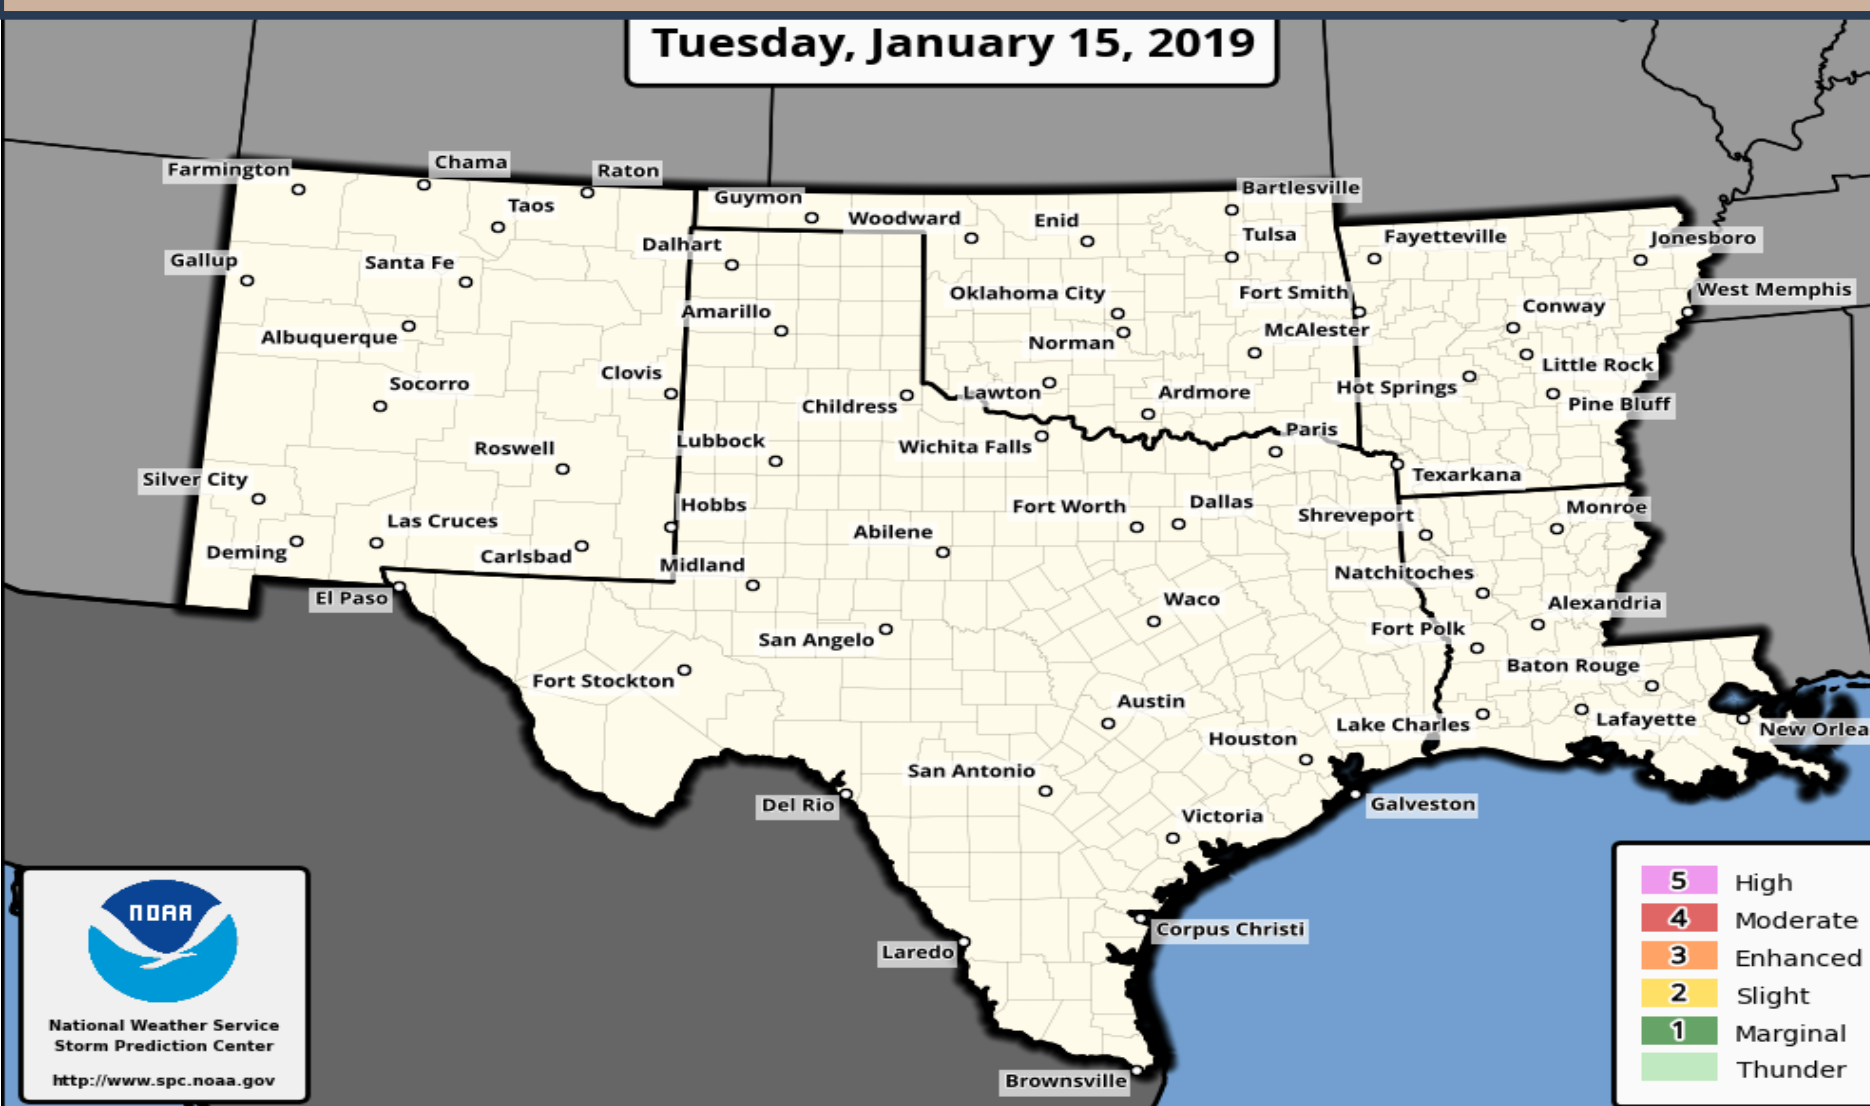 Tuesday, January 15, 2019
Farmington
Chama
Raton
Taos
Guymon
Woodward
Enid
Bartlesville
Tulsa
Fayetteville
Jonesboro
Gallup
Santa Fe
Dalhart
Oklahoma City
Fort Smith
West Memphis
Conway
Amarillo
Albuquerque
Norman
McAlester
Little Rock
Socorro
Clovis
Childress
Lawton
Ardmore
Hot Springs
Pine Bluff
Roswell
Lubbock
Wichita Falls
Paris
Texarkana
Silver City
Hobbs
Fort Worth
Dallas
Shreveport
Monroe
Las Cruces
Abilene
Deming
Carlsbad
Midland
Natchitoches
El Paso
Waco
Alexandria
San Angelo
Fort Polk
Fort Stockton
Baton Rouge
Austin
Lake Charles
Lafayette
New Orlea
Houston
San Antonio
Del Rio
Galveston
Victoria
Corpus Christi
Laredo
Brownsville
NOAA
National Weather Service
Storm Prediction Center
http://www.spc.noaa.gov
5 High
4 Moderate
3 Enhanced
2 Slight
1 Marginal
Thunder